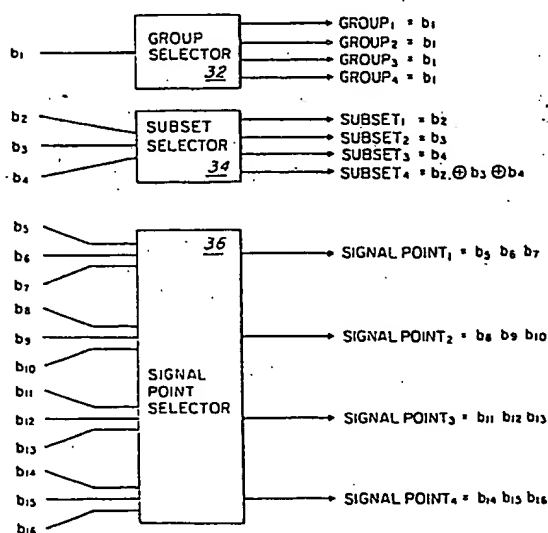 b₁
GROUP
SELECTOR
32
GROUP₁ = b₁
GROUP₂ = b₁
GROUP₃ = b₁
GROUP₄ = b₁
b₂
b₃
b₄
SUBSET
SELECTOR
34
SUBSET₁ = b₂
SUBSET₂ = b₃
SUBSET₃ = b₄
SUBSET₄ = b₂ ⊕ b₃ ⊕ b₄
b₅
b₆
b₇
b₈
b₉
b₁₀
b₁₁
b₁₂
b₁₃
b₁₄
b₁₅
b₁₆
36
SIGNAL
POINT
SELECTOR
SIGNAL POINT₁ = b₅ b₆ b₇
SIGNAL POINT₂ = b₈ b₉ b₁₀
SIGNAL POINT₃ = b₁₁ b₁₂ b₁₃
SIGNAL POINT₄ = b₁₄ b₁₅ b₁₆